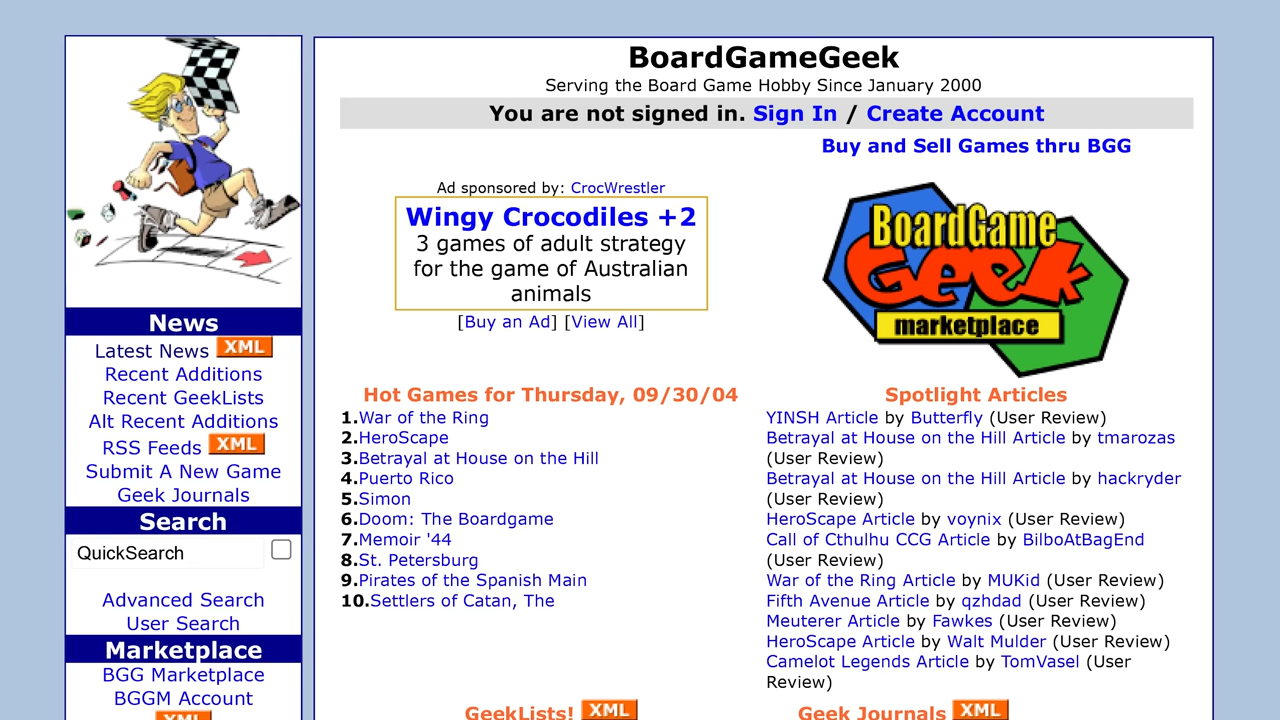 News
Latest News XML
Recent Additions
Recent GeekLists
Alt Recent Additions
RSS Feeds XML
Submit A New Game
Geek Journals
Search
QuickSearch
Advanced Search
User Search
Marketplace
BGG Marketplace
BGGM Account
XML
BoardGameGeek
Serving the Board Game Hobby Since January 2000
You are not signed in. Sign In / Create Account
Buy and Sell Games thru BGG
Ad sponsored by: CrocWrestler
Wingy Crocodiles +2
3 games of adult strategy
for the game of Australian
animals
[Buy an Ad] [View All]
BoardGame
Geek
marketplace
Hot Games for Thursday, 09/30/04
1.War of the Ring
2.HeroScape
3.Betrayal at House on the Hill
4.Puerto Rico
5.Simon
6.Doom: The Boardgame
7.Memoir '44
8.St. Petersburg
9.Pirates of the Spanish Main
10.Settlers of Catan, The
Spotlight Articles
YINSH Article by Butterfly (User Review)
Betrayal at House on the Hill Article by tmarozas
(User Review)
Betrayal at House on the Hill Article by hackryder
(User Review)
HeroScape Article by voynix (User Review)
Call of Cthulhu CCG Article by BilboAtBagEnd
(User Review)
War of the Ring Article by MUKid (User Review)
Fifth Avenue Article by qzhdad (User Review)
Meuterer Article by Fawkes (User Review)
HeroScape Article by Walt Mulder (User Review)
Camelot Legends Article by TomVasel (User
Review)
GeekLists! XML
Geek Journals XML